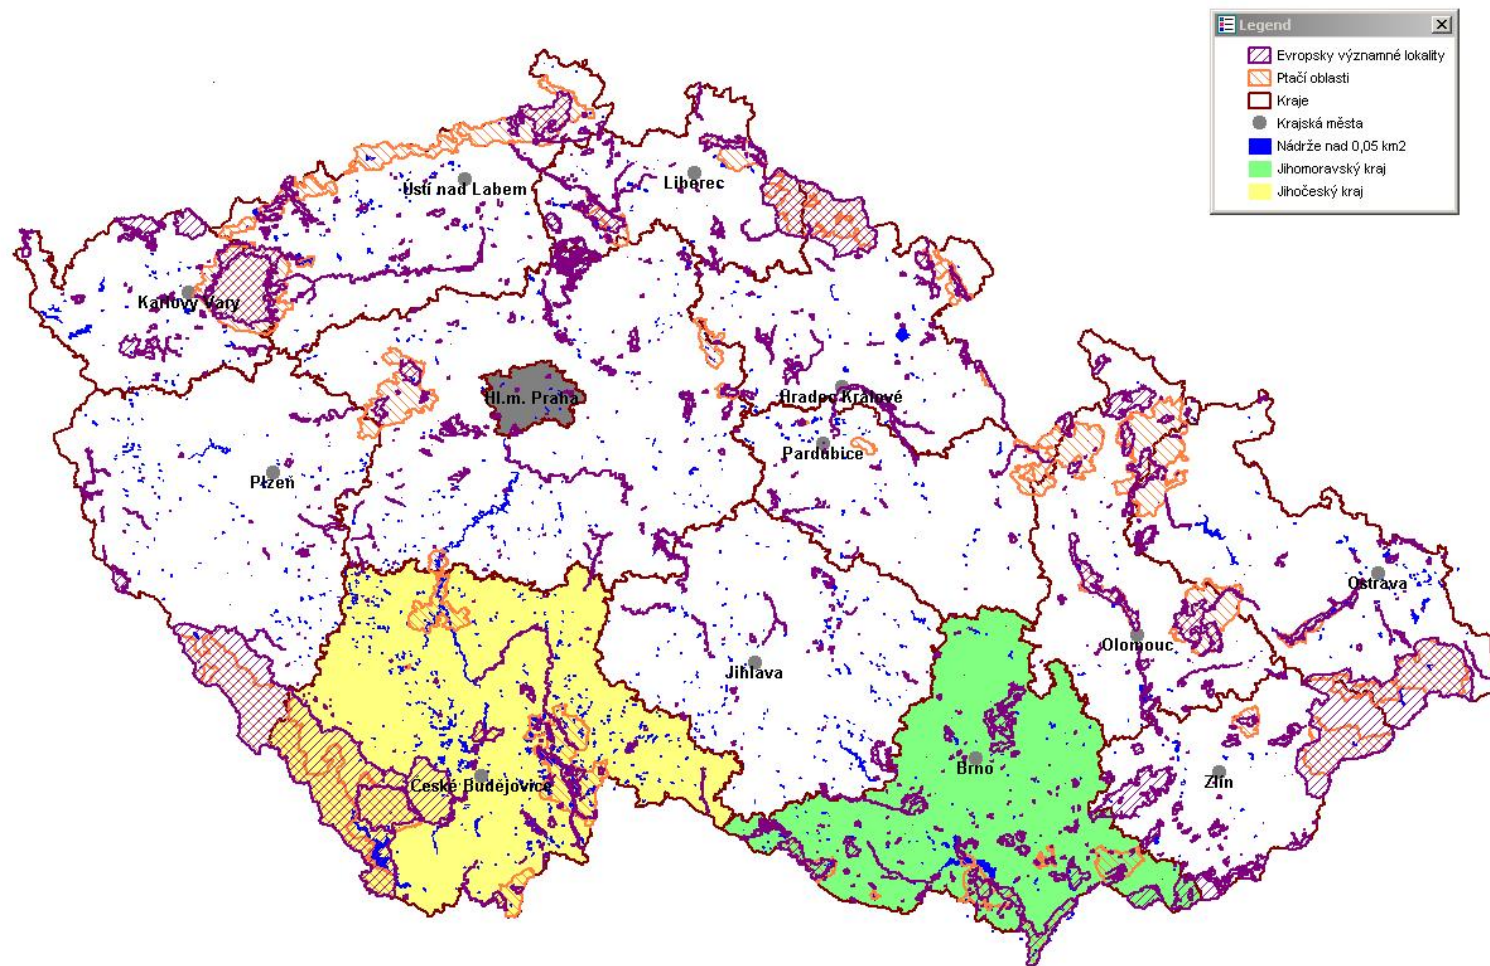 Legend
Evropsky významné lokality
Ptačí oblasti
Kraje
Krajská města
Nádrže nad 0,05 km2
Jihomoravský kraj
Jihočeský kraj
Ústí nad Labem
Liberec
Karlovy Vary
Hl.m. Praha
Hradec Králové
Pardubice
Plzeň
Ostrava
Olomouc
Jihlava
Brno
Zlín
České Budějovice